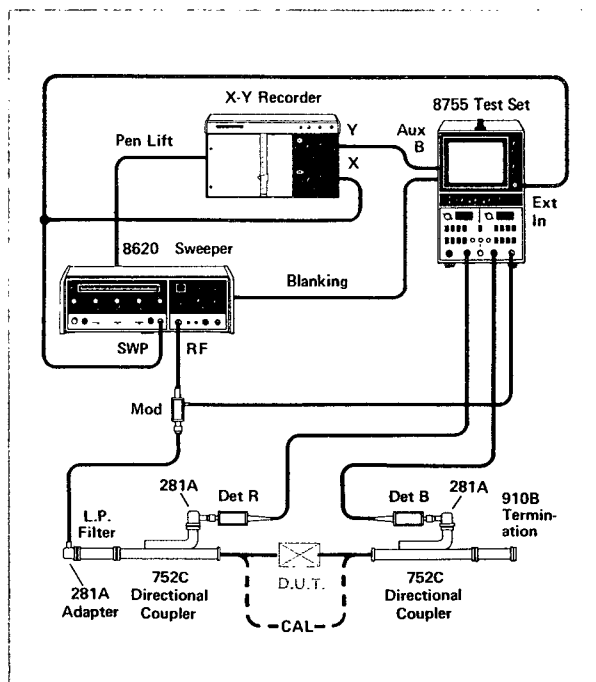 X-Y Recorder
8755 Test Set
Pen Lift
Y
X
Aux
B
Ext
In
8620 Sweeper
Blanking
SWP
RF
Mod
281A
Det R
Det B
281A
910B
Termin-
ation
L.P.
Filter
281A
Adapter
752C
Directional
Coupler
D.U.T.
752C
Directional
Coupler
CAL